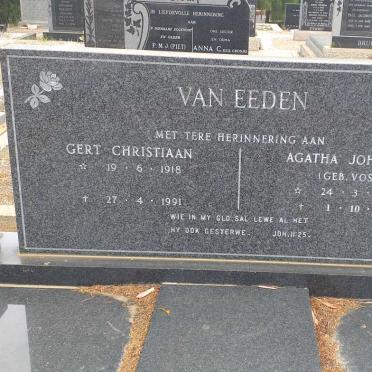 IN LIEFDEVOLLE HERINNERING
P.M.J. (PIET)
ANNA C.
VAN EEDEN
MET TERE HERINNERING AAN
GERT CHRISTIAAN
☆ 19 · 6 · 1918
✝ 27 · 4 · 1991
AGATHA JOH
(GEB. VOS
☆ 24 · 3 ·
✝ 1 · 10 ·
WIE IN MY GLO, SAL LEWE AL HET
HY OOK GESTERWE. JOH. 11:25.